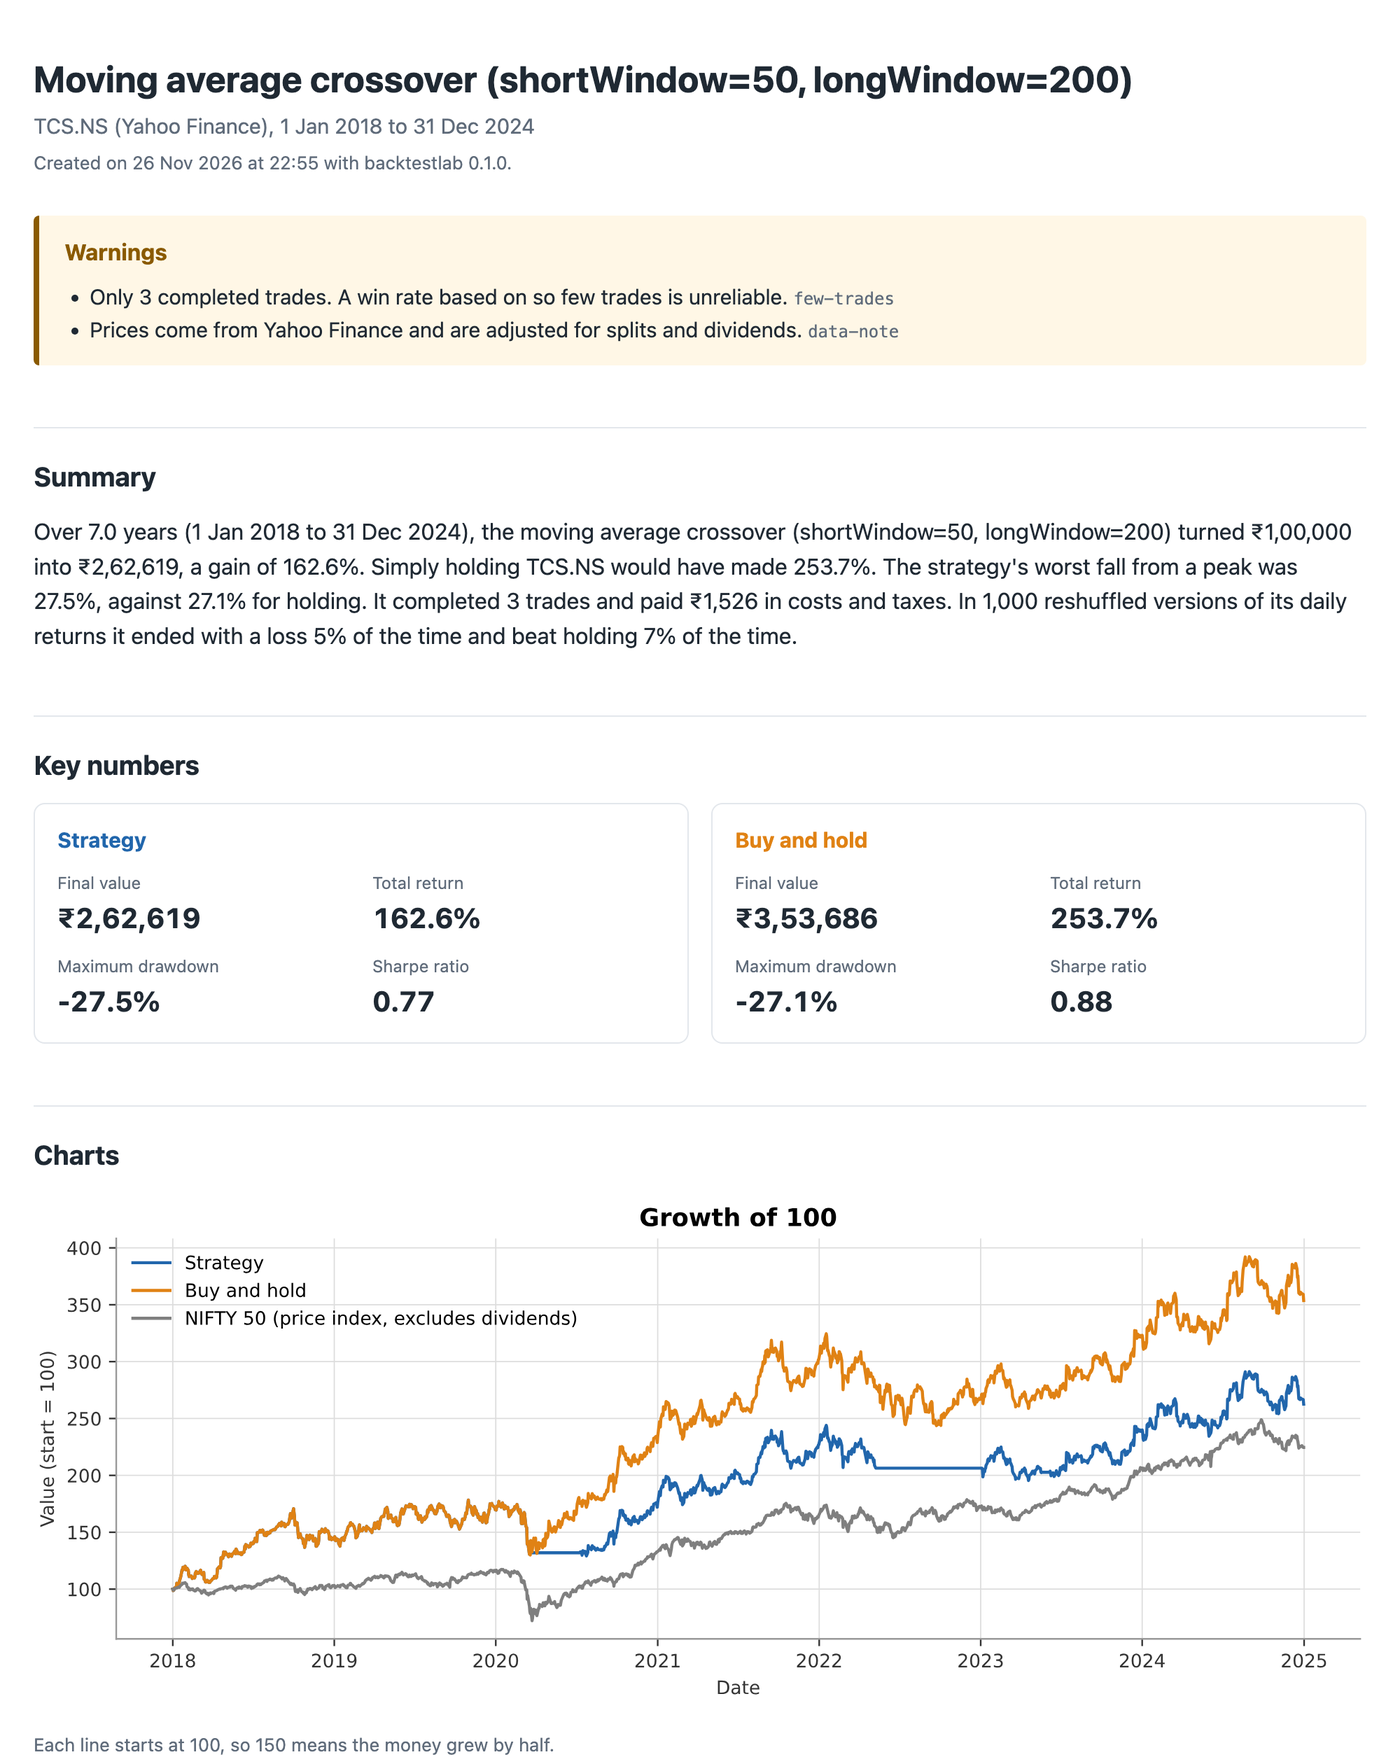 Moving average crossover (shortWindow=50, longWindow=200)
TCS.NS (Yahoo Finance), 1 Jan 2018 to 31 Dec 2024
Created on 26 Nov 2026 at 22:55 with backtestlab 0.1.0.
Warnings
• Only 3 completed trades. A win rate based on so few trades is unreliable. few-trades
• Prices come from Yahoo Finance and are adjusted for splits and dividends. data-note
Summary
Over 7.0 years (1 Jan 2018 to 31 Dec 2024), the moving average crossover (shortWindow=50, longWindow=200) turned ₹1,00,000
into ₹2,62,619, a gain of 162.6%. Simply holding TCS.NS would have made 253.7%. The strategy's worst fall from a peak was
27.5%, against 27.1% for holding. It completed 3 trades and paid ₹1,526 in costs and taxes. In 1,000 reshuffled versions of its daily
returns it ended with a loss 5% of the time and beat holding 7% of the time.
Key numbers
Strategy
Final value Total return
₹2,62,619 162.6%
Maximum drawdown Sharpe ratio
-27.5% 0.77
Buy and hold
Final value Total return
₹3,53,686 253.7%
Maximum drawdown Sharpe ratio
-27.1% 0.88
Charts
Growth of 100
Strategy
Buy and hold
NIFTY 50 (price index, excludes dividends)
Value (start = 100)
400
350
300
250
200
150
100
2018 2019 2020 2021 2022 2023 2024 2025
Date
Each line starts at 100, so 150 means the money grew by half.